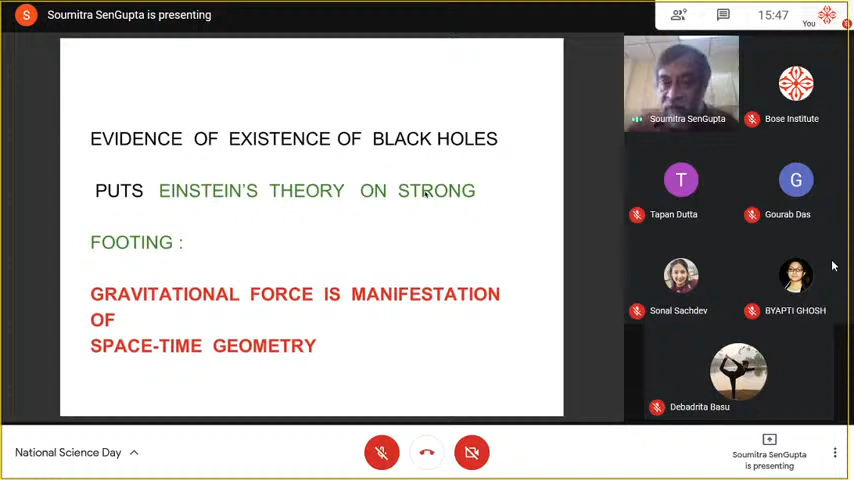 S Soumitra SenGupta is presenting
15:47
You
EVIDENCE OF EXISTENCE OF BLACK HOLES
PUTS EINSTEIN'S THEORY ON STRONG
FOOTING :
GRAVITATIONAL FORCE IS MANIFESTATION
OF
SPACE-TIME GEOMETRY
Soumitra SenGupta
Bose Institute
T
Tapan Dutta
G
Gourab Das
Sonal Sachdev
BYAPTI GHOSH
Debadrita Basu
National Science Day
Soumitra SenGupta
is presenting